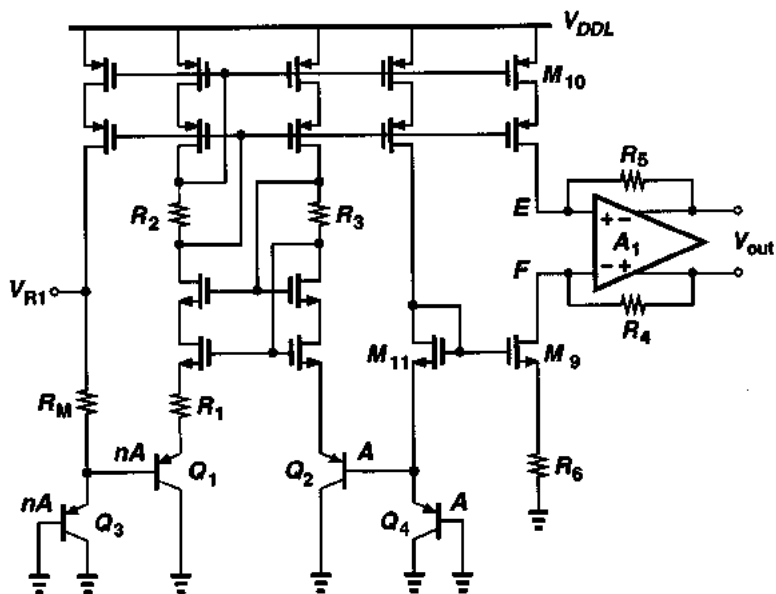 V_DDL
M_10
R_5
E
R_2
R_3
A_1
V_out
+ −
− +
V_R1
F
R_4
M_11
M_9
R_M
R_1
nA
A
Q_1
Q_2
R_6
nA
Q_3
Q_4
A